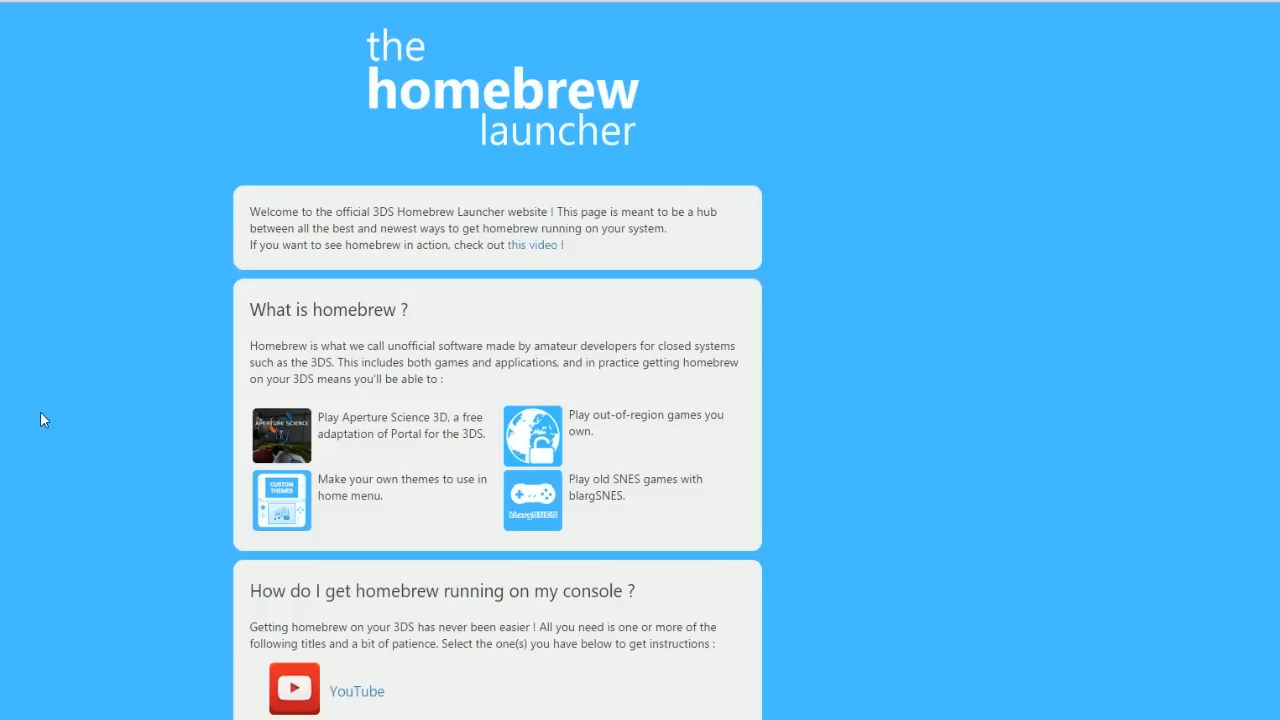 the
homebrew
launcher
Welcome to the official 3DS Homebrew Launcher website ! This page is meant to be a hub
between all the best and newest ways to get homebrew running on your system.
If you want to see homebrew in action, check out this video !
What is homebrew ?
Homebrew is what we call unofficial software made by amateur developers for closed systems
such as the 3DS. This includes both games and applications, and in practice getting homebrew
on your 3DS means you'll be able to :
APERTURE SCIENCE
Play Aperture Science 3D, a free
adaptation of Portal for the 3DS.
Play out-of-region games you
own.
CUSTOM
THEMES
Make your own themes to use in
home menu.
blargSNES
Play old SNES games with
blargSNES.
How do I get homebrew running on my console ?
Getting homebrew on your 3DS has never been easier ! All you need is one or more of the
following titles and a bit of patience. Select the one(s) you have below to get instructions :
YouTube